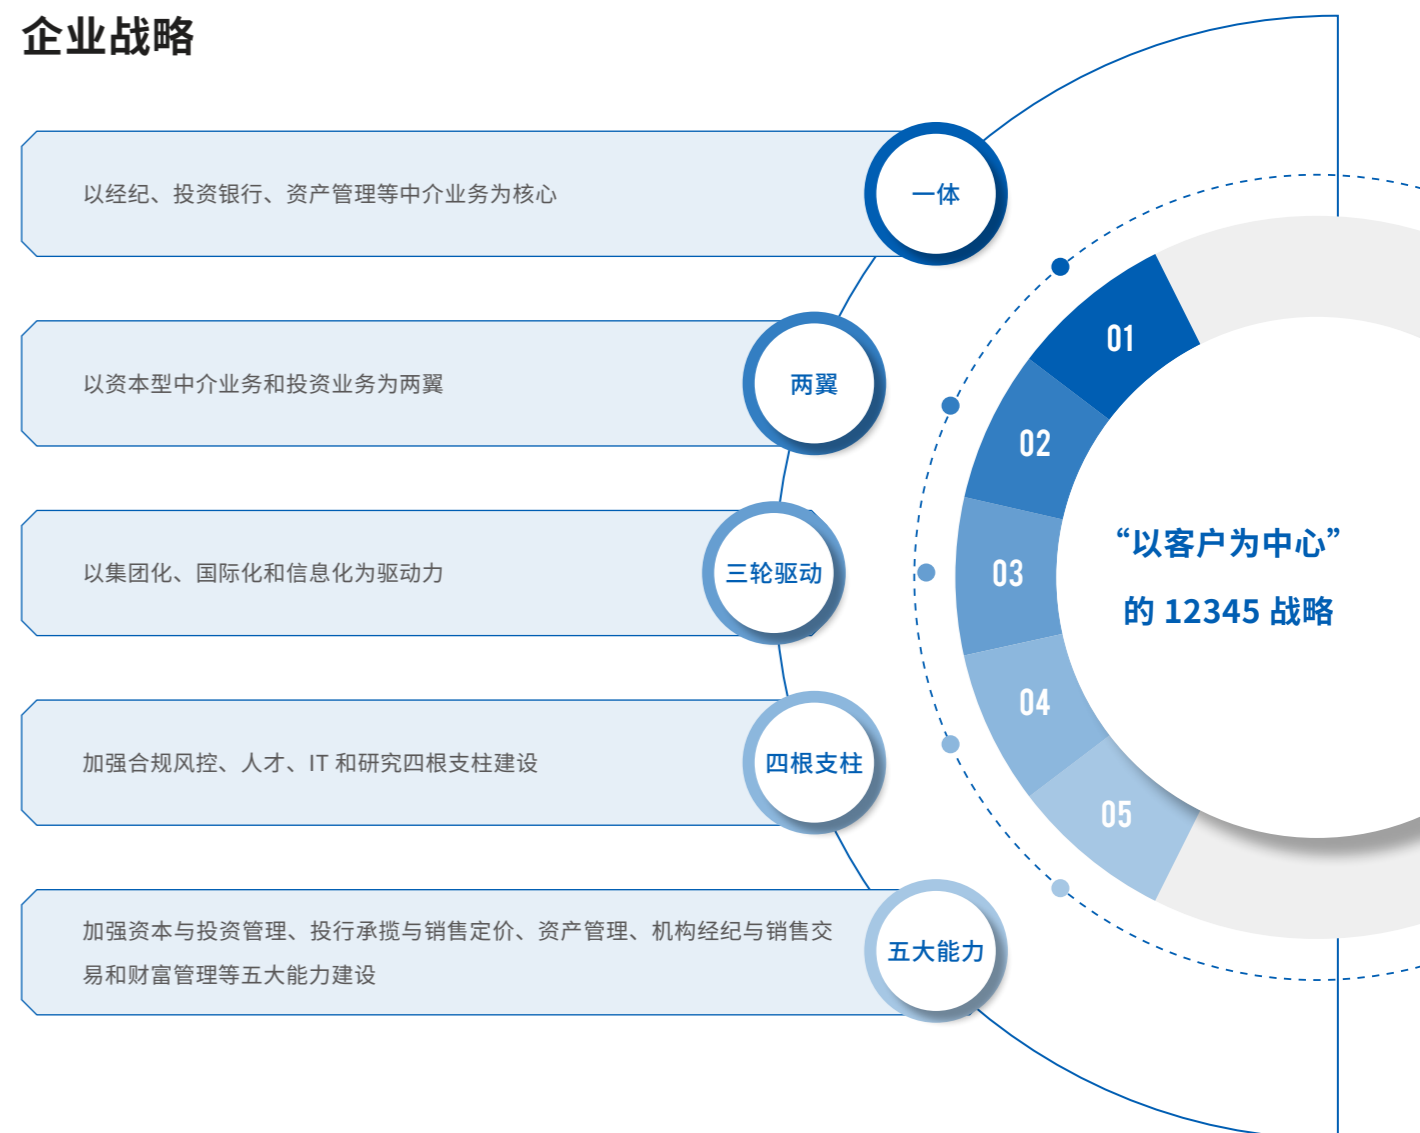 企业战略
以经纪、投资银行、资产管理等中介业务为核心
一体
以资本型中介业务和投资业务为两翼
两翼
以集团化、国际化和信息化为驱动力
三轮驱动
加强合规风控、人才、IT 和研究四根支柱建设
四根支柱
加强资本与投资管理、投行承揽与销售定价、资产管理、机构经纪与销售交
易和财富管理等五大能力建设
五大能力
01
02
03
04
05
“以客户为中心”
的 12345 战略